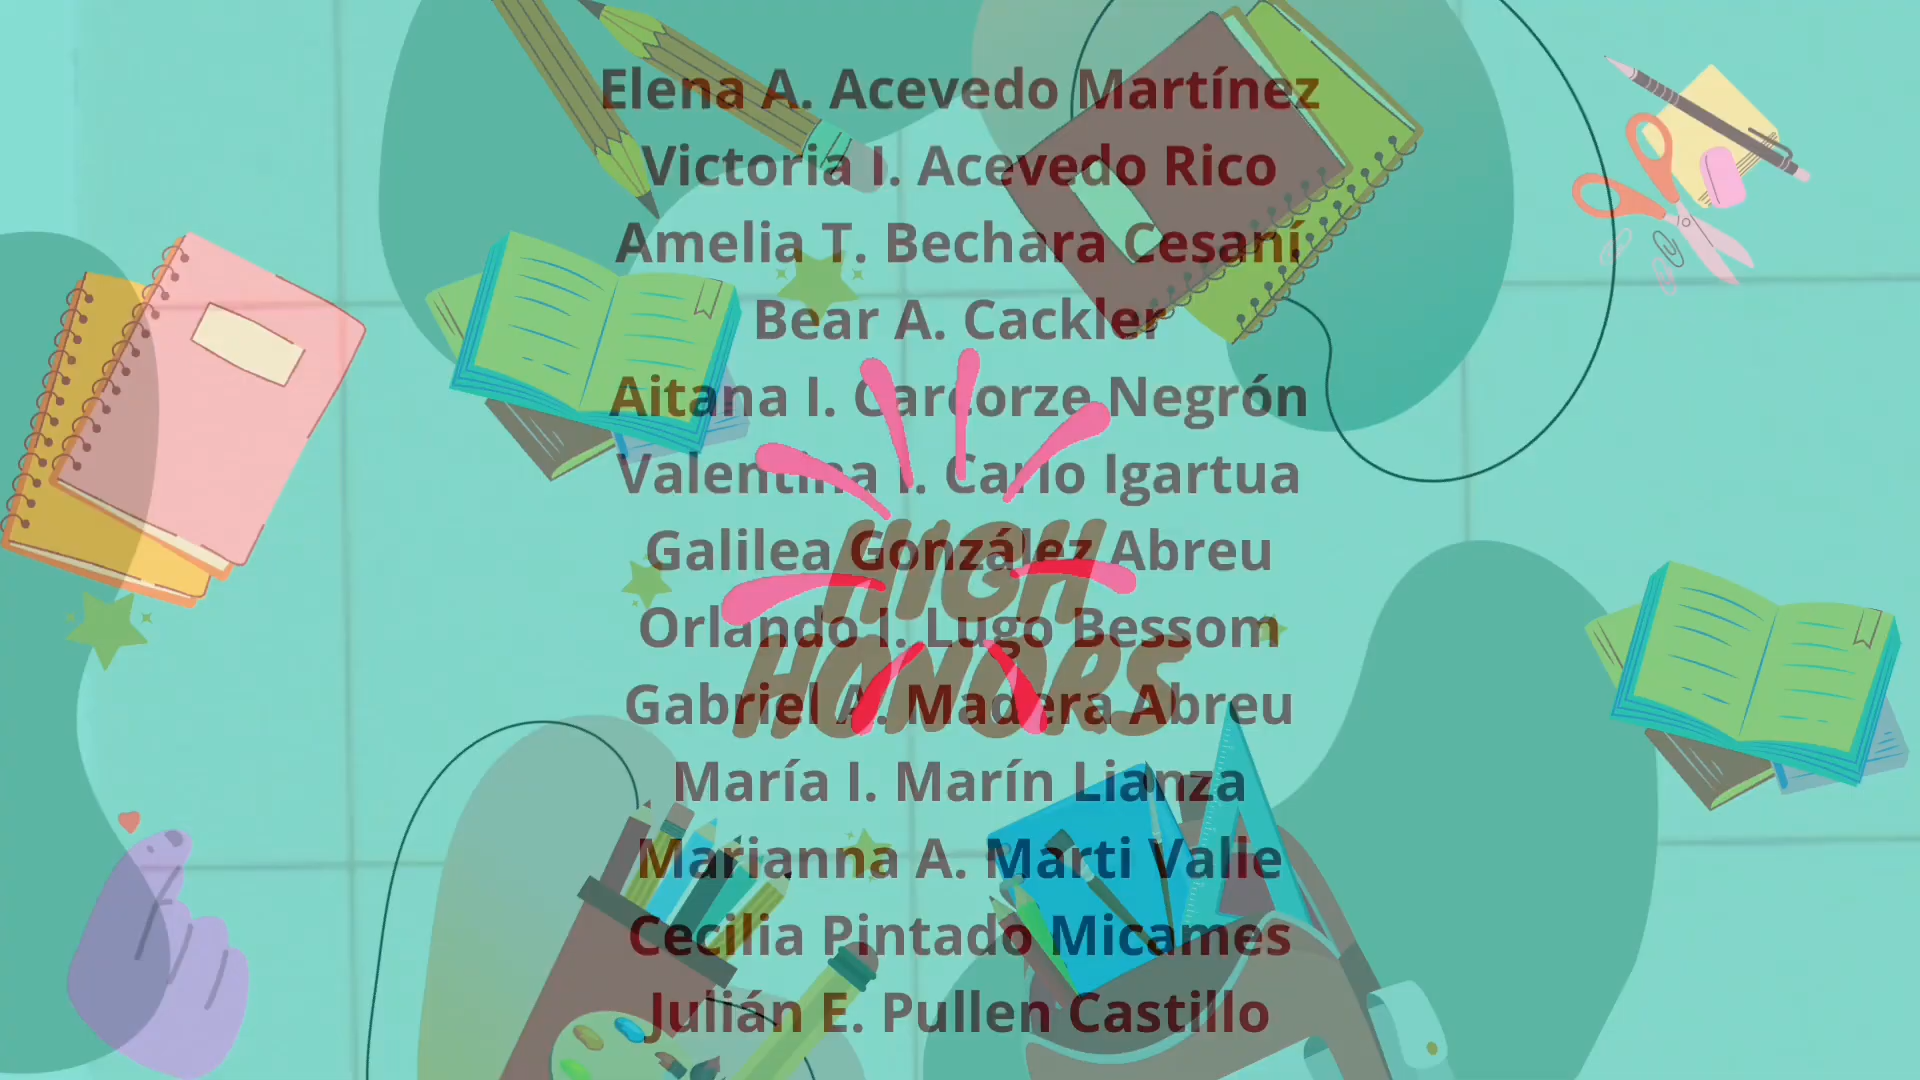 Elena A. Acevedo Martínez
Victoria I. Acevedo Rico
Amelia T. Bechara Cesaní
Bear A. Cackler
Aitana I. Carcorze Negrón
Valentina I. Carlo Igartua
Galilea González Abreu
HIGH
Orlando I. Lugo Bessom
HONORS
Gabriel A. Madera Abreu
María I. Marín Lianza
Marianna A. Marti Valle
Cecilia Pintado Micames
Julián E. Pullen Castillo